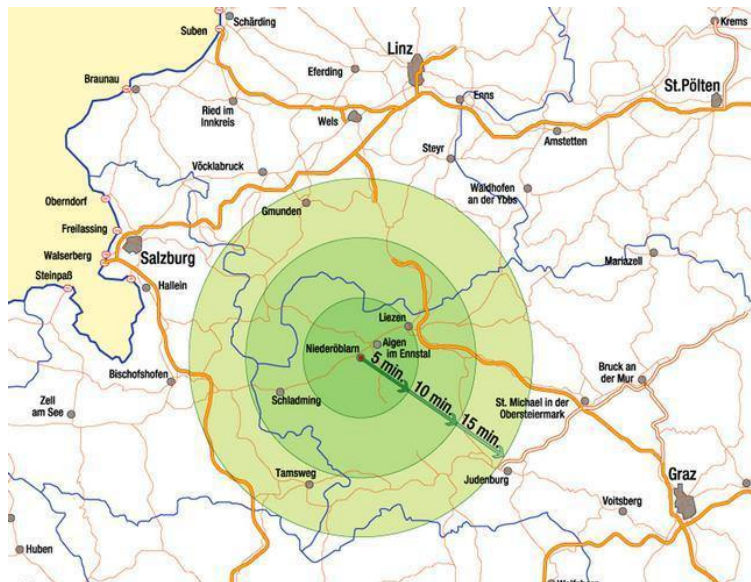 Schärding
Suben
Krems
Linz
Eferding
St.Pölten
Braunau
Enns
Ried im
Innkreis
Wels
Amstetten
Steyr
Vöcklabruck
Waidhofen
an der Ybbs
Oberndorf
Gmunden
Freilassing
Walserberg
Salzburg
Mariazell
Steinpaß
Hallein
Liezen
Niederöblarn
Aigen
im Ennstal
5 min.
10 min.
15 min.
Bischofshofen
Bruck an
der Mur
Zell
am See
Schladming
St. Michael in der
Obersteiermark
Tamsweg
Judenburg
Graz
Voitsberg
Huben